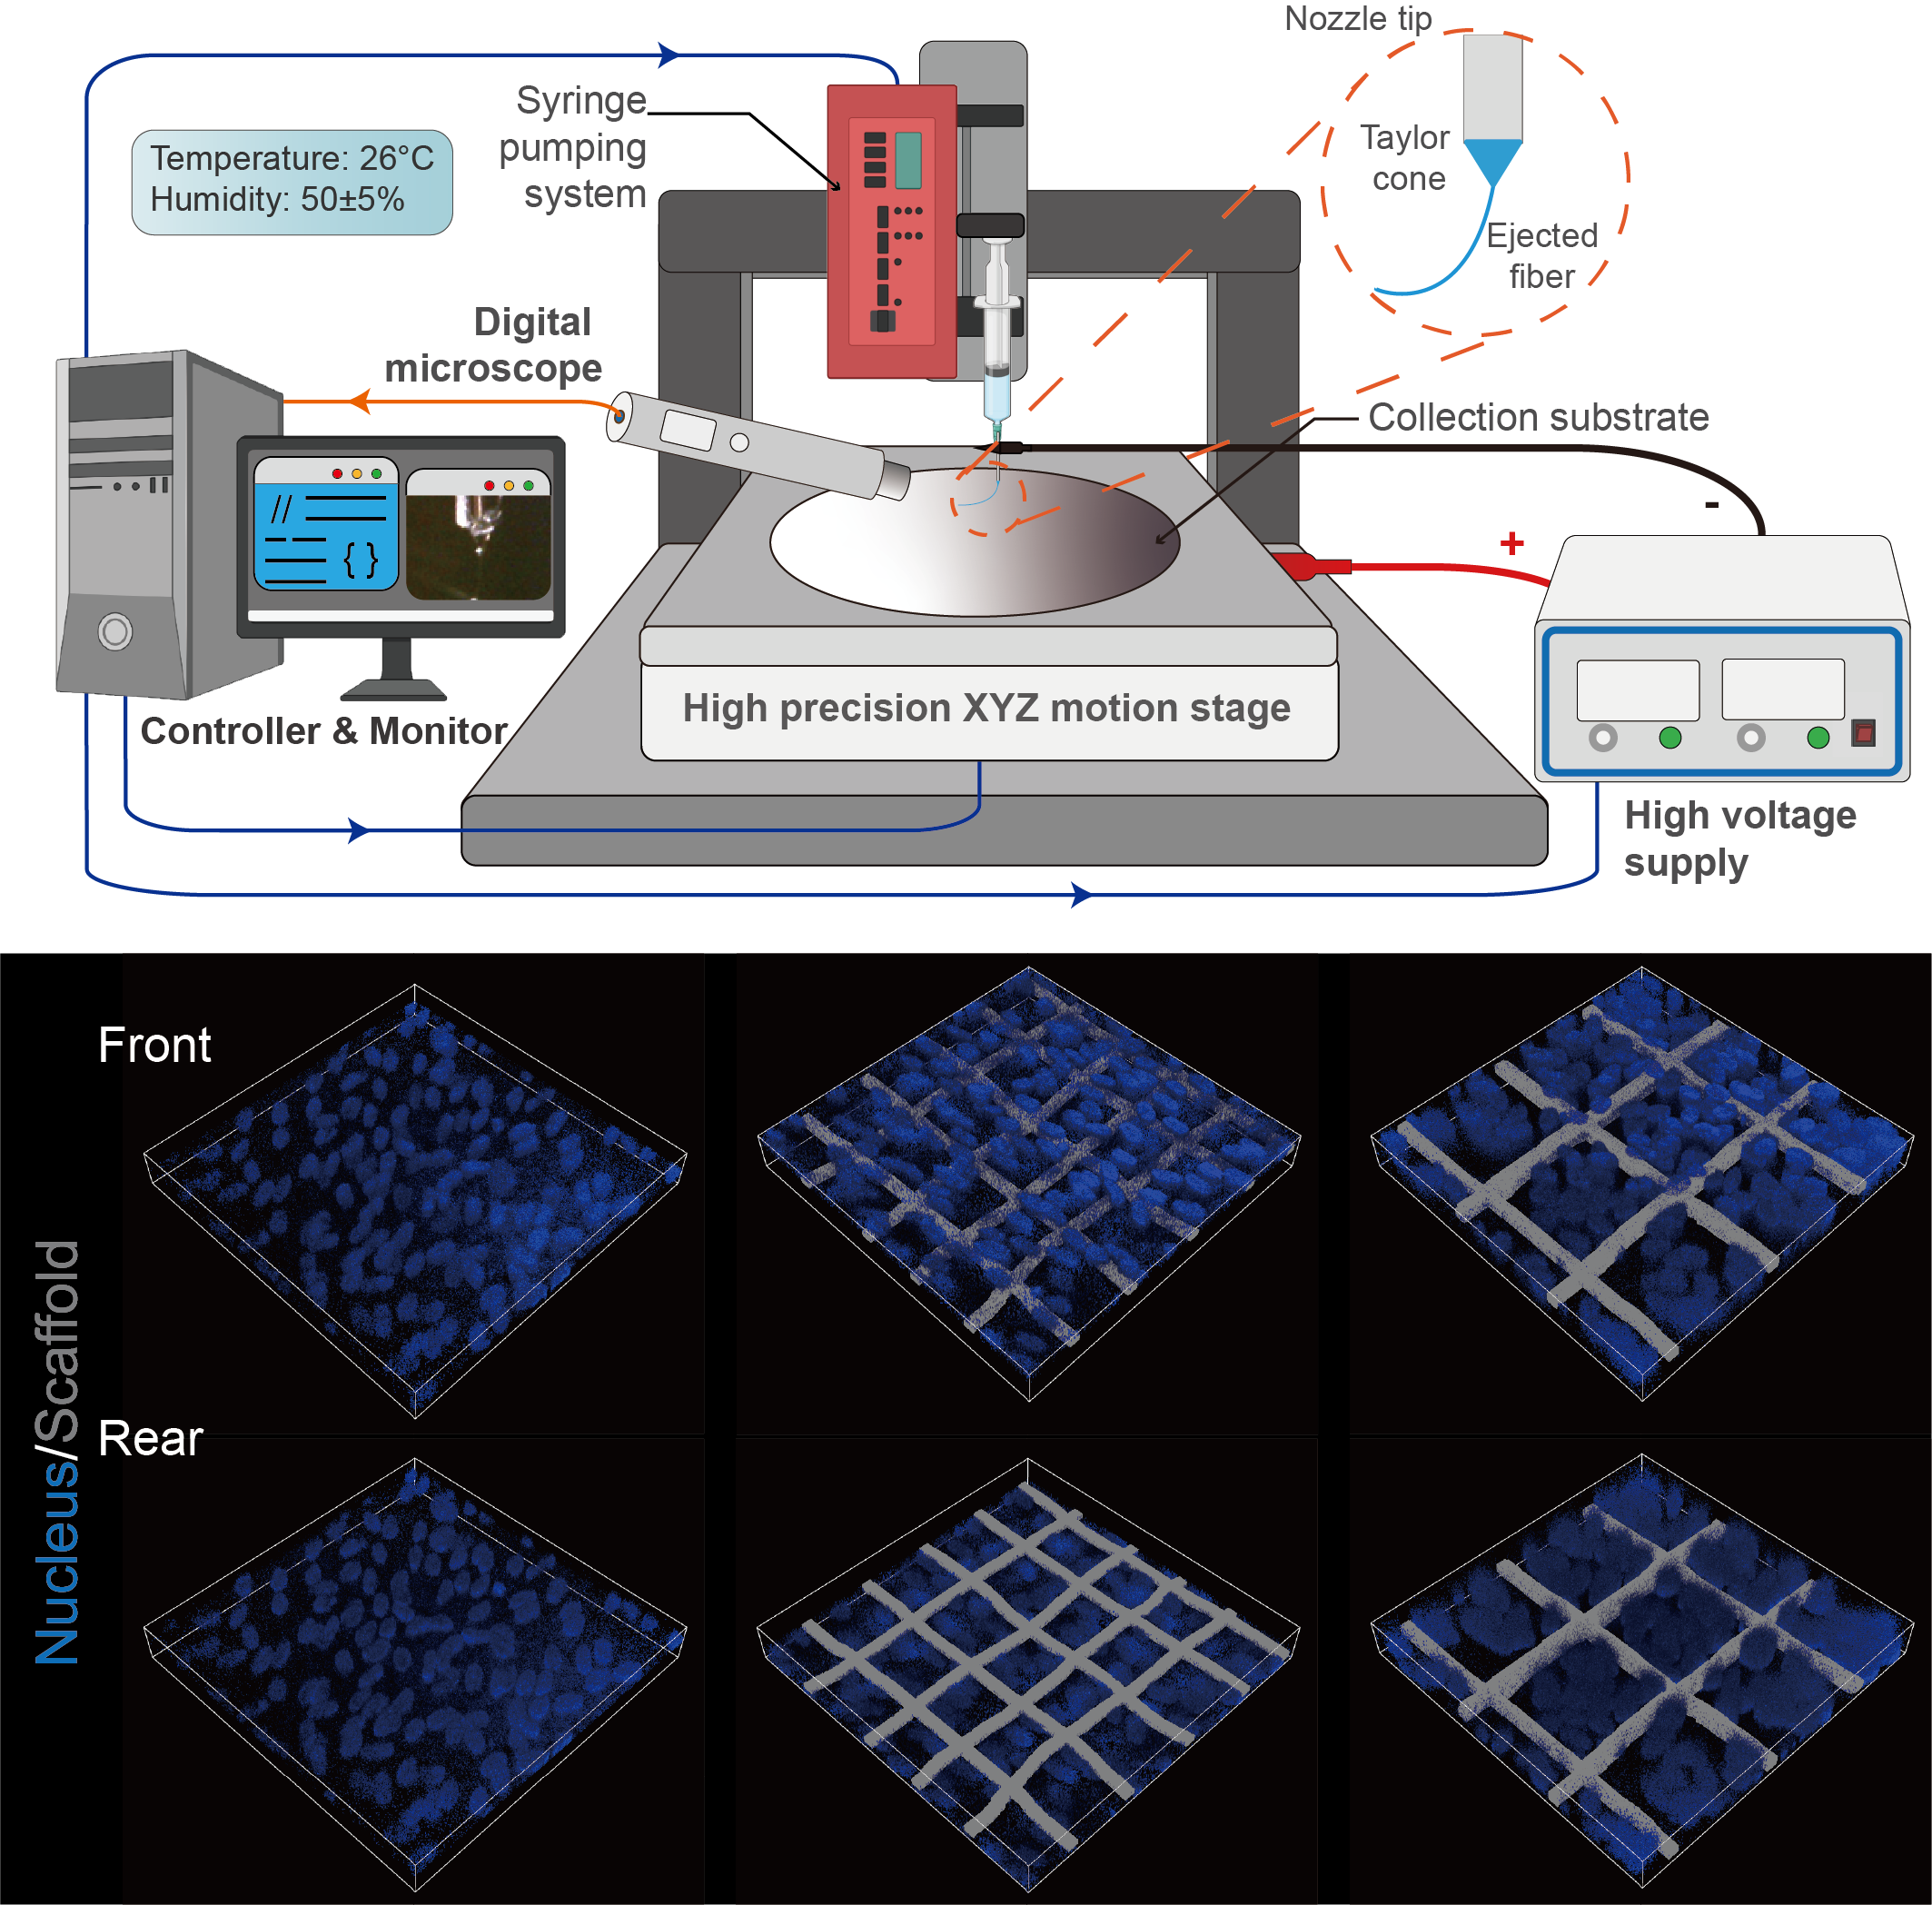 Nozzle tip
Syringe
pumping
system
Taylor
cone
Temperature: 26°C
Humidity: 50±5%
Ejected
fiber
Digital
microscope
Collection substrate
-
+
//
{}
High precision XYZ motion stage
Controller & Monitor
High voltage
supply
Front
Rear
Nucleus/Scaffold